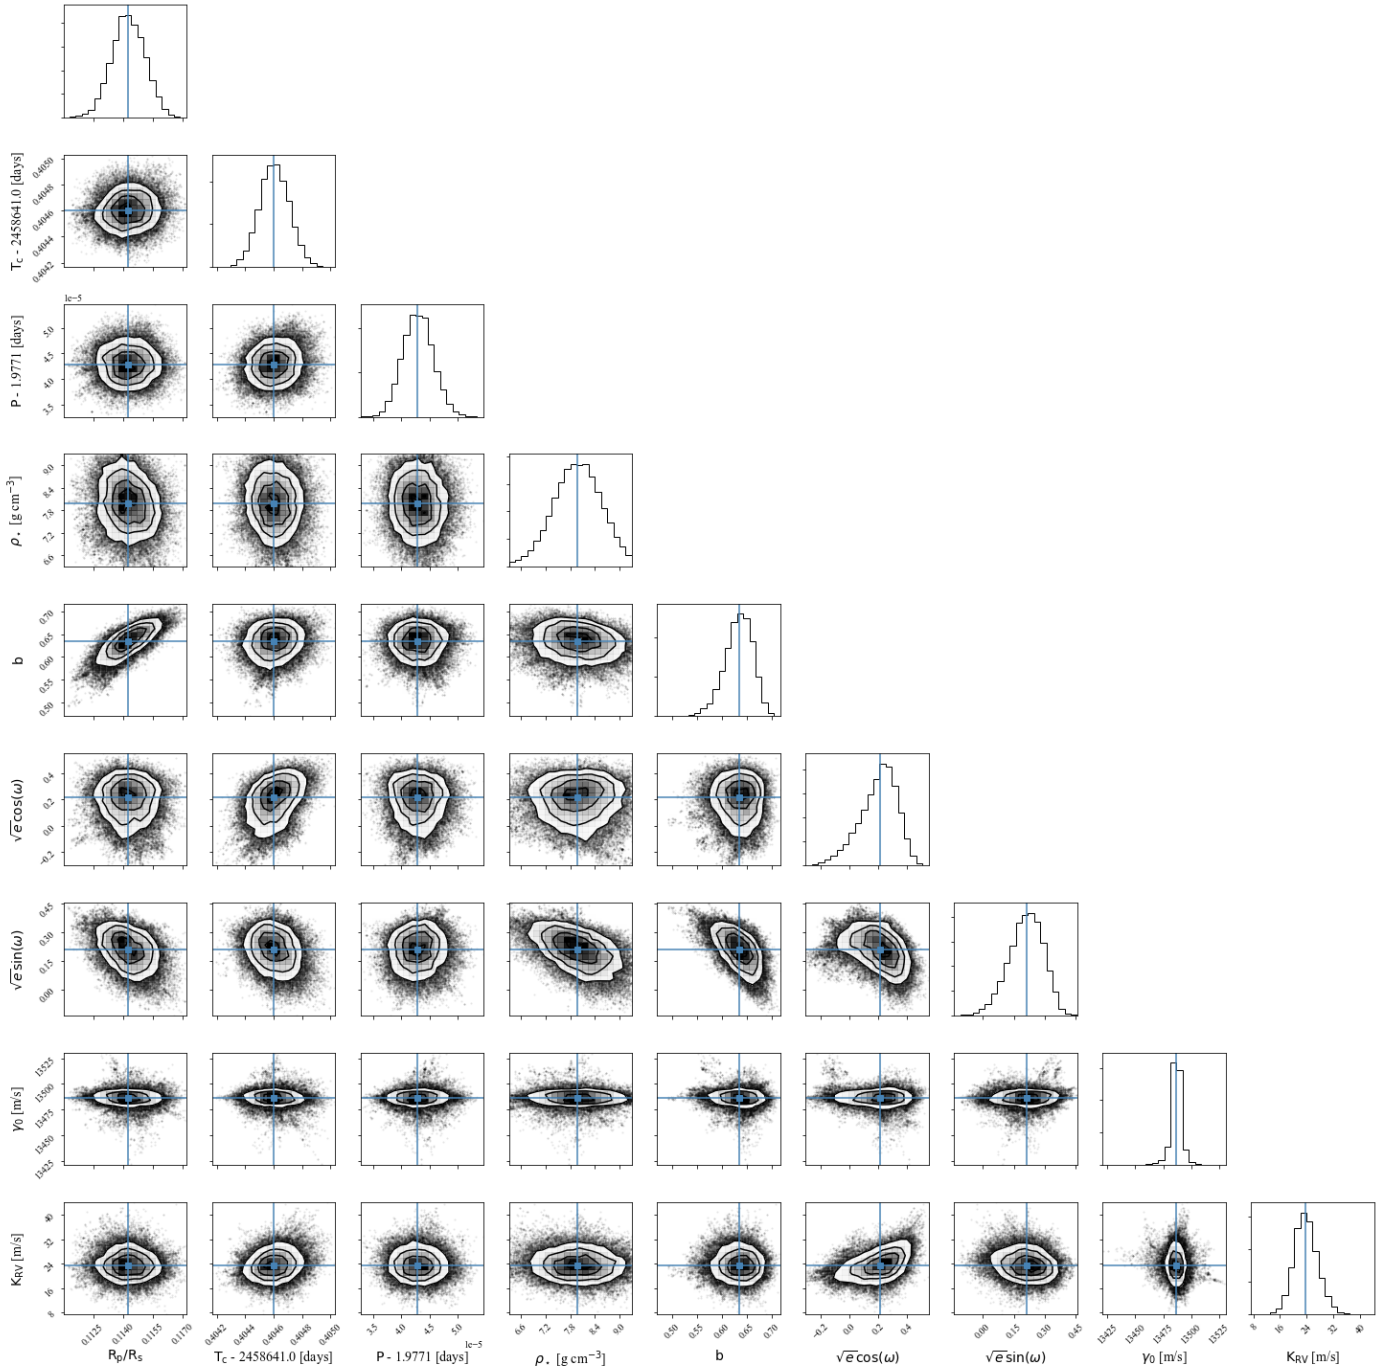 T_c - 2458641.0 [days]
0.4050
0.4048
0.4046
0.4044
0.4042
1e−5
P - 1.9771 [days]
5.0
4.5
4.0
3.5
ρ⋆ [g cm⁻³]
9.0
8.4
7.8
7.2
6.6
b
0.70
0.65
0.60
0.55
0.50
√e cos(ω)
0.4
0.2
0.0
-0.2
√e sin(ω)
0.45
0.30
0.15
0.00
γ₀ [m/s]
13525
13500
13475
13450
13425
K_RV [m/s]
40
32
24
16
8
0.1125 0.1140 0.1155 0.1170
0.4042 0.4044 0.4046 0.4048 0.4050
3.5 4.0 4.5 5.0
1e−5
6.6 7.2 7.8 8.4 9.0
0.50 0.55 0.60 0.65 0.70
-0.2 0.0 0.2 0.4
0.00 0.15 0.30 0.45
13425 13450 13475 13500 13525
8 16 24 32 40
R_p/R_s
T_c - 2458641.0 [days]
P - 1.9771 [days]
ρ⋆ [g cm⁻³]
b
√e cos(ω)
√e sin(ω)
γ₀ [m/s]
K_RV [m/s]